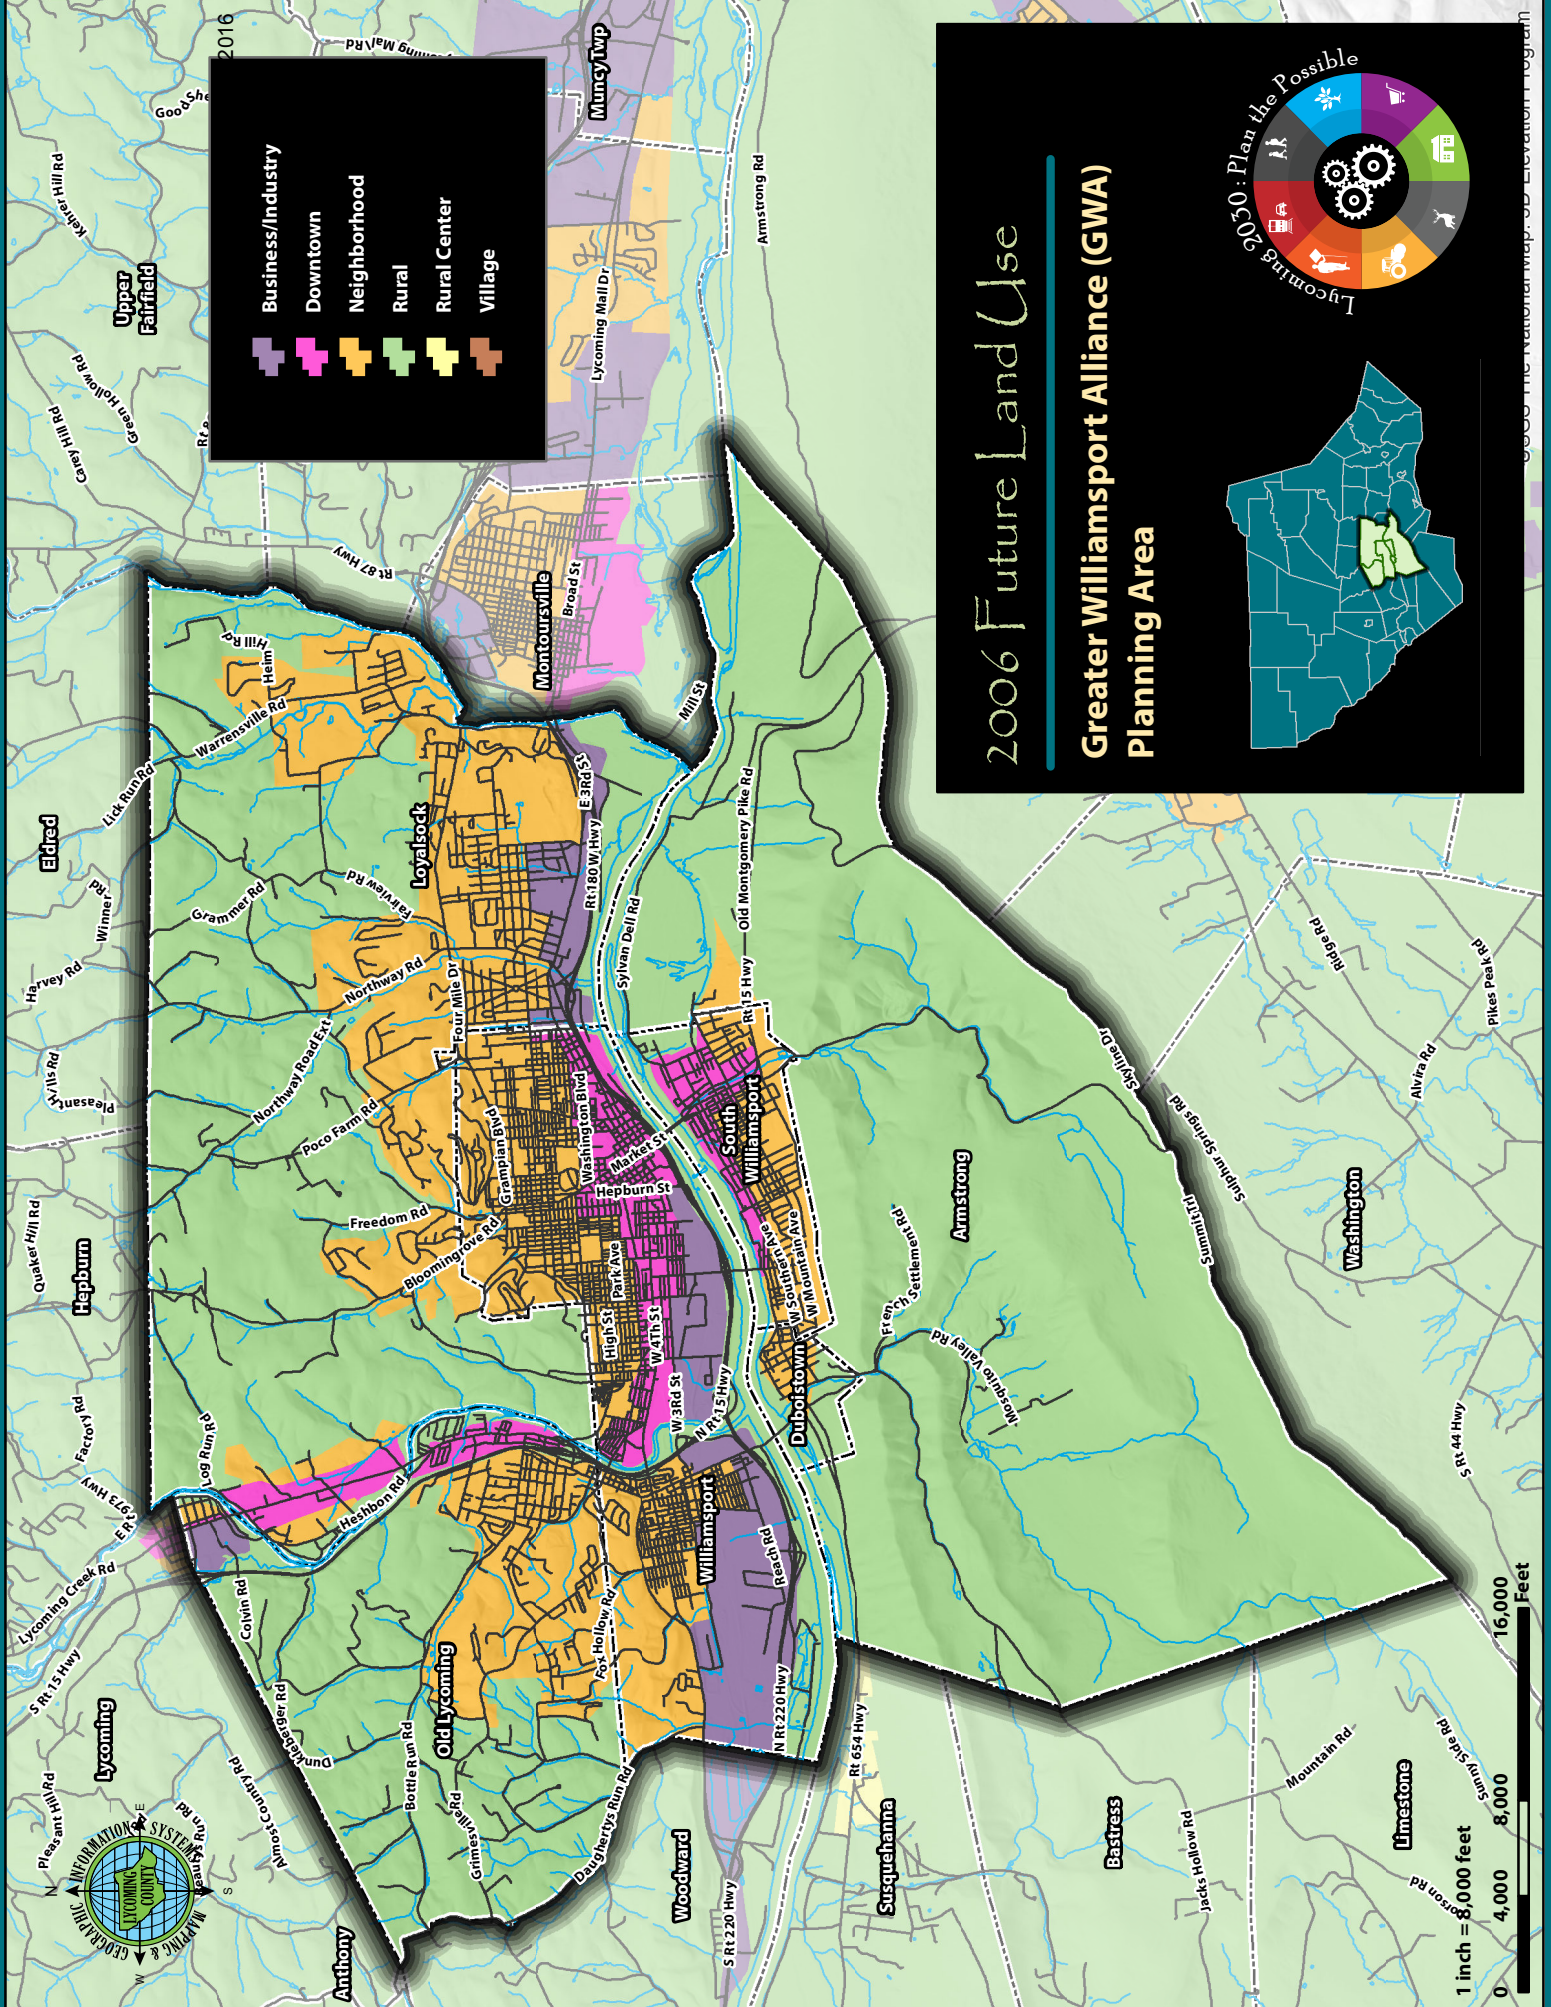 2006 Future Land Use
Greater Williamsport Alliance (GWA)
Planning Area
Lycoming 2030: Plan the Possible
Business/Industry
Downtown
Neighborhood
Rural
Rural Center
Village
2016
GEOGRAPHIC INFORMATION SYSTEMS
MAPPING &
LYCOMING
COUNTY
N
E
S
W
1 inch = 8,000 feet
0 4,000 8,000 16,000
Feet
Anthony
Lycoming
Hepburn
Eldred
Upper
Fairfield
Muncy Twp
Montoursville
Loyalsock
Old Lycoming
Williamsport
South
Williamsport
Duboistown
Armstrong
Woodward
Susquehanna
Bastress
Limestone
Washington
Pleasant Hill Rd
S Rt 15 Hwy
Lycoming Creek Rd
E Rt 973 Hwy
Factory Rd
Quaker Hill Rd
Pleasant Hills Rd
Harvey Rd
Winner Rd
Lick Run Rd
Carey Hill Rd
Green Hollow Rd
Kehrer Hill Rd
Beauty's Run Rd
Almost Country Rd
Dunkleberger Rd
Colvin Rd
Log Run Rd
Heshbon Rd
Bottle Run Rd
Grimesville Rd
Daughertys Run Rd
Fox Hollow Rd
Reach Rd
N Rt 220 Hwy
S Rt 220 Hwy
Rt 654 Hwy
N Rt 15 Hwy
W 3Rd St
W 4Th St
High St
Park Ave
Hepburn St
Market St
Washington Blvd
Grampian Blvd
Bloomingrove Rd
Freedom Rd
Poco Farm Rd
Northway Road Ext
Northway Rd
Four Mile Dr
Fairview Rd
Grammer Rd
Warrensville Rd
Heim Hill Rd
Rt 87 Hwy
Broad St
E 3Rd St
Rt 180 W Hwy
Sylvan Dell Rd
Mill St
Old Montgomery Pike Rd
Rt 15 Hwy
W Southern Ave
W Mountain Ave
French Settlement Rd
Mosquito Valley Rd
Lycoming Mall Dr
Armstrong Rd
Skyline Dr
Sulphur Springs Rd
Summit Trl
Ridge Rd
Pikes Peak Rd
Alvira Rd
S Rt 44 Hwy
Mountain Rd
Sunny Side Rd
Jacks Hollow Rd